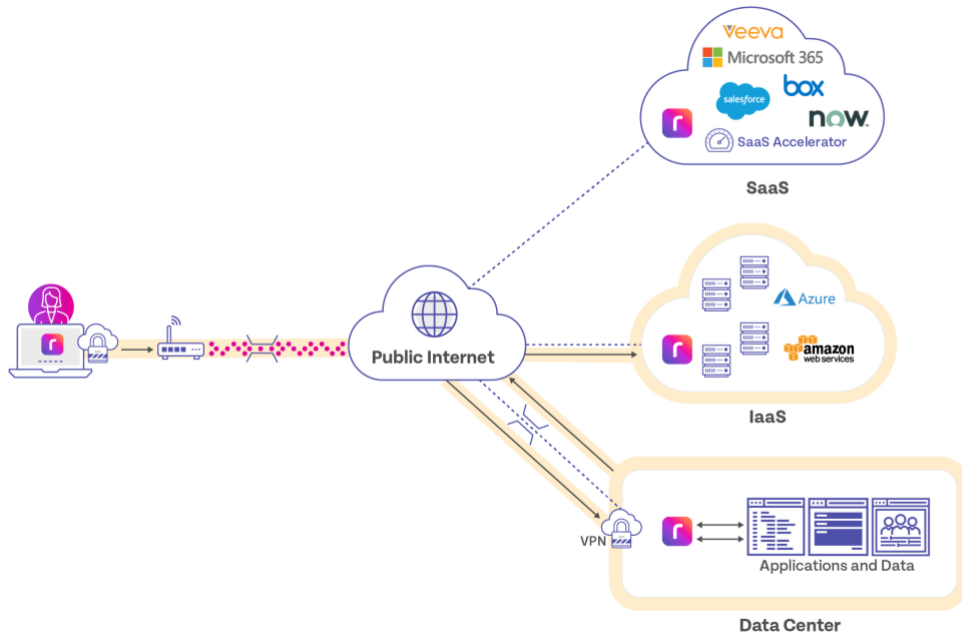 Veeva
Microsoft 365
box
salesforce
now™
r
SaaS Accelerator
SaaS
Azure
r
amazon
web services
IaaS
r
Public Internet
VPN
r
Applications and Data
Data Center